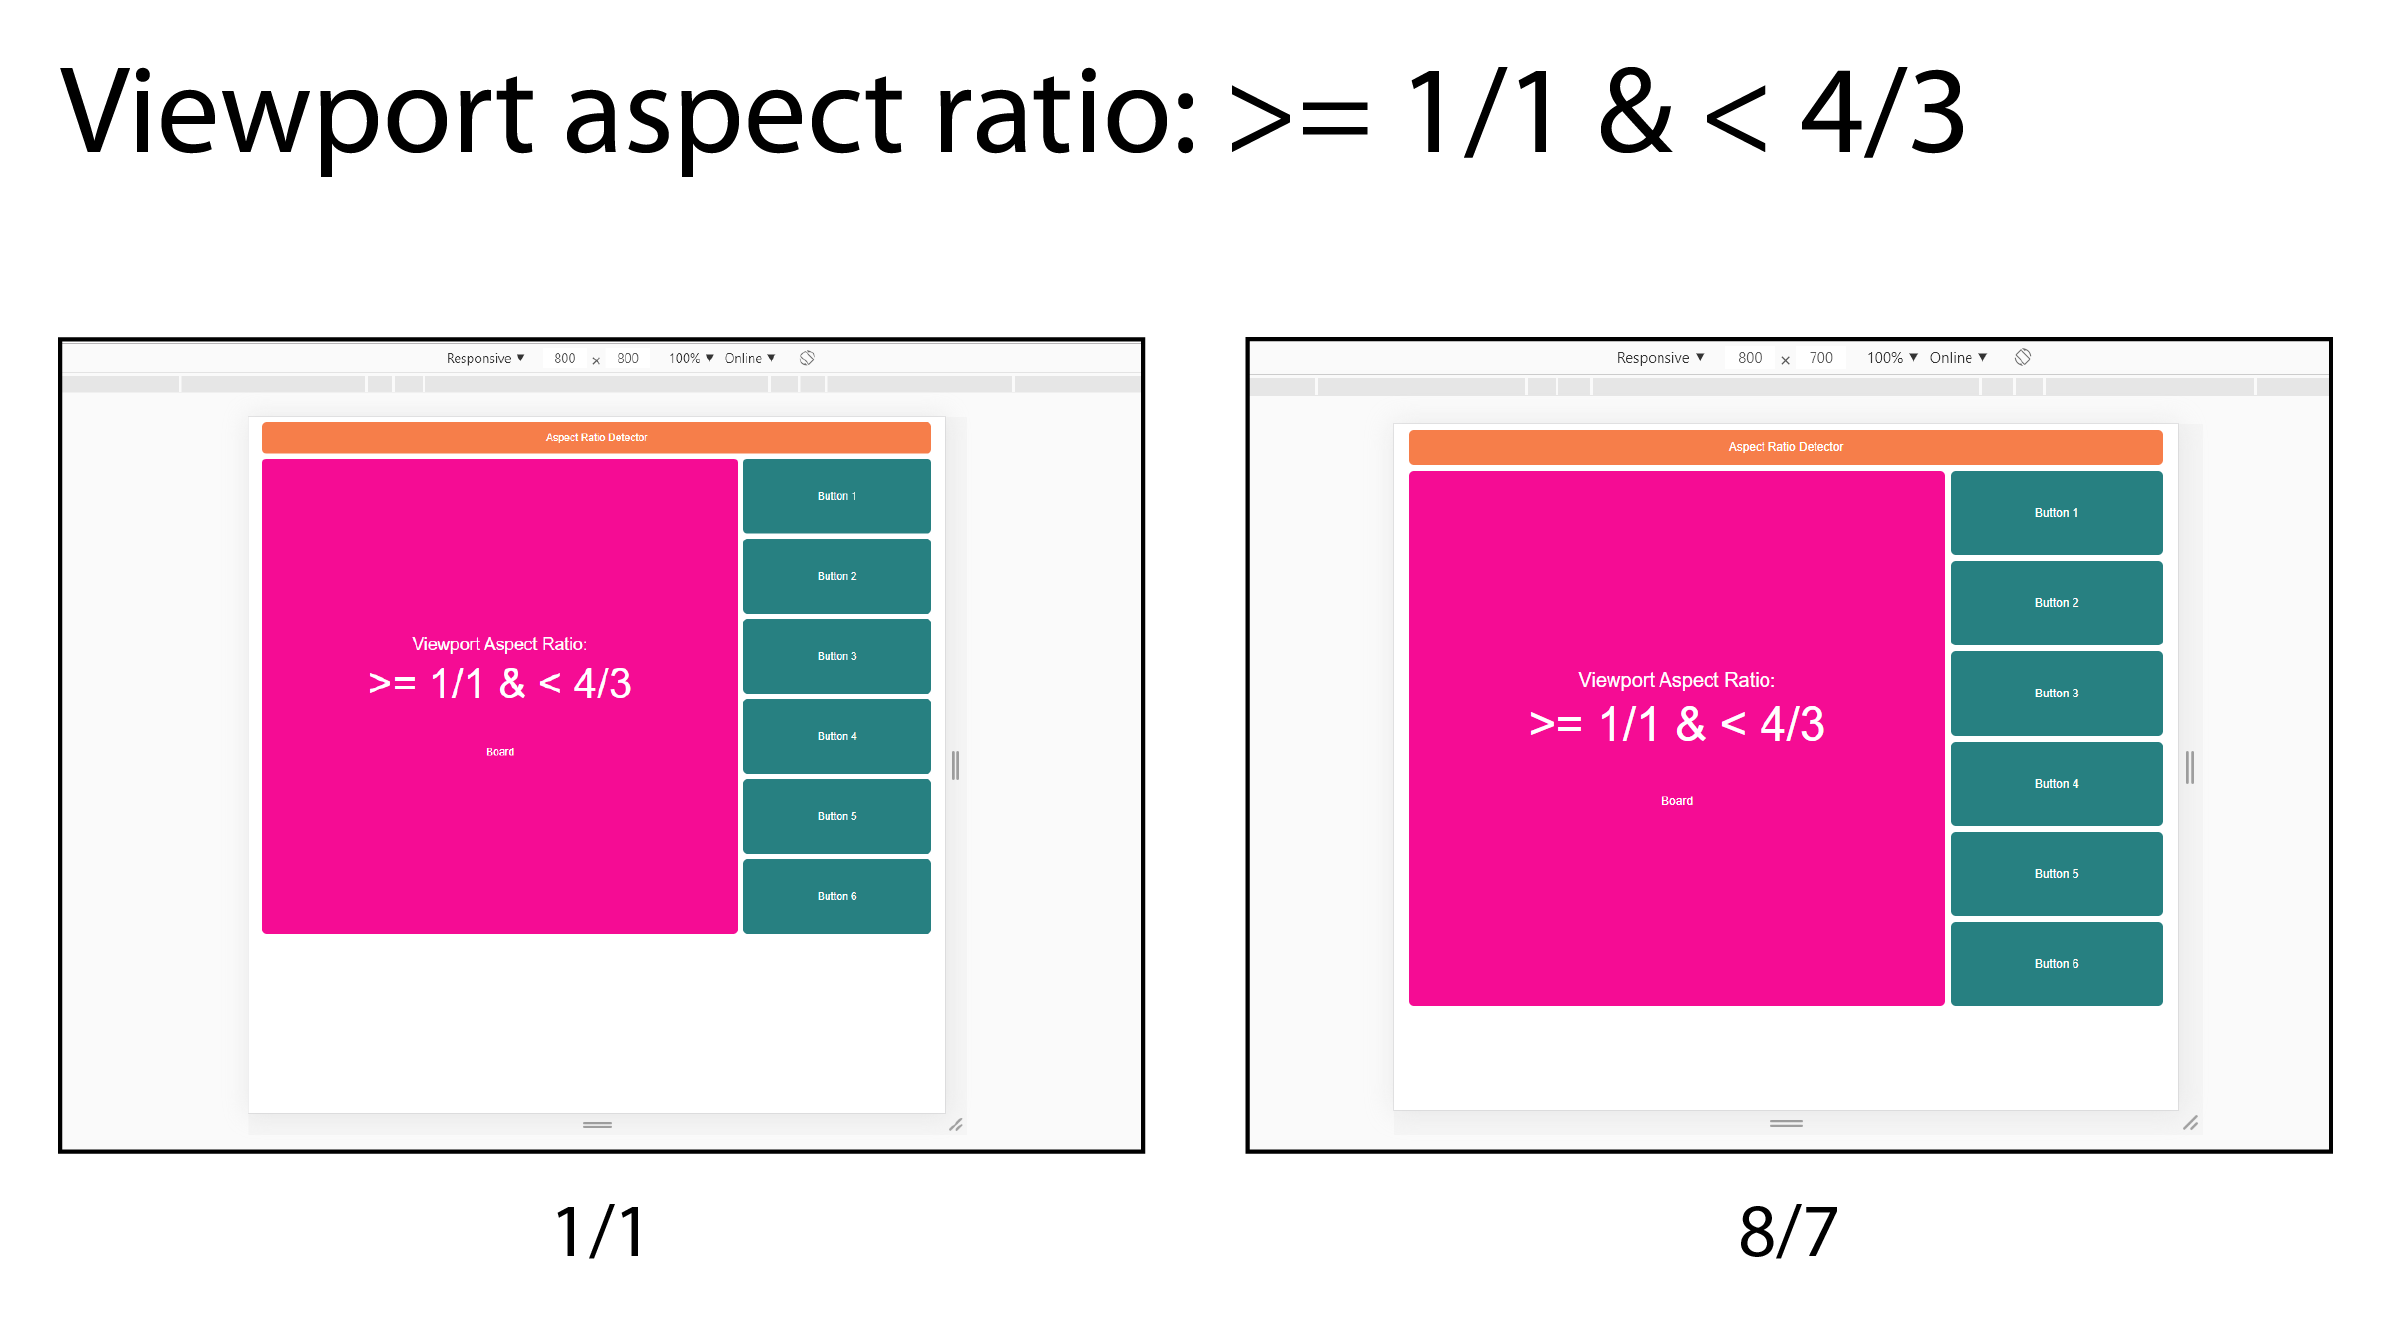 Viewport aspect ratio: >= 1/1 & < 4/3
Responsive ▼ 800 × 800 100% ▼ Online ▼
Aspect Ratio Detector
Viewport Aspect Ratio:
>= 1/1 & < 4/3
Board
Button 1
Button 2
Button 3
Button 4
Button 5
Button 6
1/1
Responsive ▼ 800 × 700 100% ▼ Online ▼
Aspect Ratio Detector
Viewport Aspect Ratio:
>= 1/1 & < 4/3
Board
Button 1
Button 2
Button 3
Button 4
Button 5
Button 6
8/7